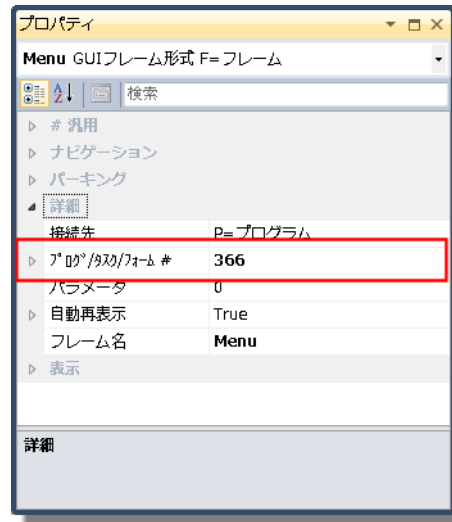 プロパティ
Menu GUIフレーム形式 F=フレーム
検索
# 汎用
ナビゲーション
パーキング
詳細
接続先 P=プログラム
ﾌﾟﾛｸﾞ/ﾀｽｸ/ﾌｫｰﾑ # 366
パラメータ 0
自動再表示 True
フレーム名 Menu
表示
詳細